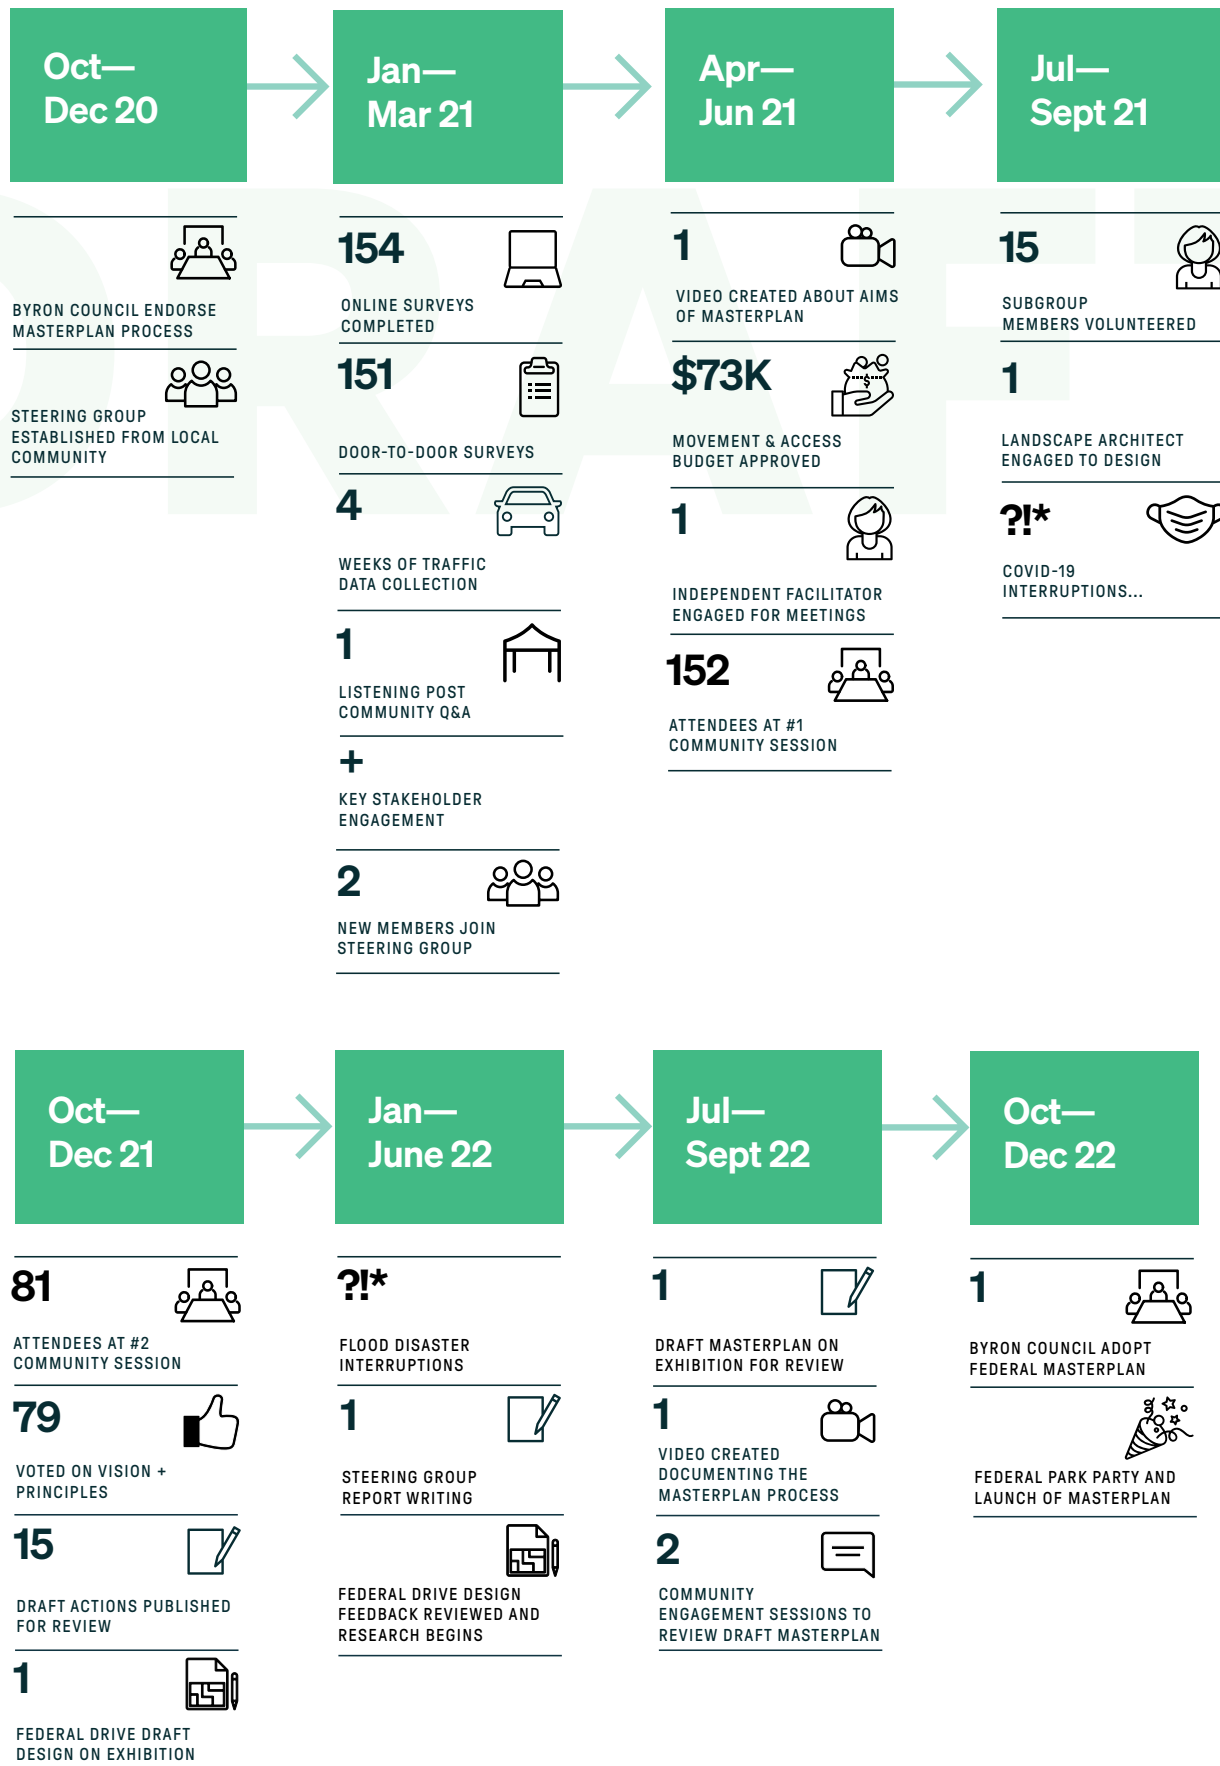 Oct—
Dec 20
BYRON COUNCIL ENDORSE
MASTERPLAN PROCESS
STEERING GROUP
ESTABLISHED FROM LOCAL
COMMUNITY
Jan—
Mar 21
154
ONLINE SURVEYS
COMPLETED
151
DOOR-TO-DOOR SURVEYS
4
WEEKS OF TRAFFIC
DATA COLLECTION
1
LISTENING POST
COMMUNITY Q&A
+
KEY STAKEHOLDER
ENGAGEMENT
2
NEW MEMBERS JOIN
STEERING GROUP
Apr—
Jun 21
1
VIDEO CREATED ABOUT AIMS
OF MASTERPLAN
$73K
$
MOVEMENT & ACCESS
BUDGET APPROVED
1
INDEPENDENT FACILITATOR
ENGAGED FOR MEETINGS
152
ATTENDEES AT #1
COMMUNITY SESSION
Jul—
Sept 21
15
SUBGROUP
MEMBERS VOLUNTEERED
1
LANDSCAPE ARCHITECT
ENGAGED TO DESIGN
?!*
COVID-19
INTERRUPTIONS...
DRAFT
Oct—
Dec 21
81
ATTENDEES AT #2
COMMUNITY SESSION
79
VOTED ON VISION +
PRINCIPLES
15
DRAFT ACTIONS PUBLISHED
FOR REVIEW
1
FEDERAL DRIVE DRAFT
DESIGN ON EXHIBITION
Jan—
June 22
?!*
FLOOD DISASTER
INTERRUPTIONS
1
STEERING GROUP
REPORT WRITING
FEDERAL DRIVE DESIGN
FEEDBACK REVIEWED AND
RESEARCH BEGINS
Jul—
Sept 22
1
DRAFT MASTERPLAN ON
EXHIBITION FOR REVIEW
1
VIDEO CREATED
DOCUMENTING THE
MASTERPLAN PROCESS
2
COMMUNITY
ENGAGEMENT SESSIONS TO
REVIEW DRAFT MASTERPLAN
Oct—
Dec 22
1
BYRON COUNCIL ADOPT
FEDERAL MASTERPLAN
FEDERAL PARK PARTY AND
LAUNCH OF MASTERPLAN